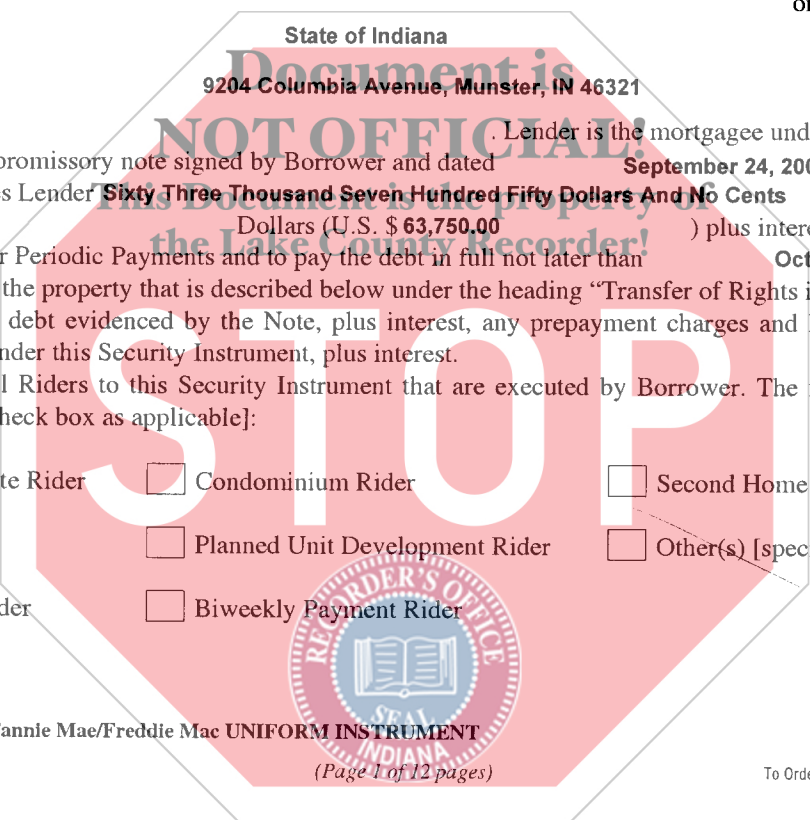 or
State of Indiana
Document is
9204 Columbia Avenue, Munster, IN 46321
NOT OFFICIAL!
. Lender is the mortgagee und
promissory note signed by Borrower and dated September 24, 200
es Lender Sixty Three Thousand Seven Hundred Fifty Dollars And No Cents
This Document is the property of
Dollars (U.S. $ 63,750.00 ) plus intere
the Lake County Recorder!
r Periodic Payments and to pay the debt in full not later than Oct
the property that is described below under the heading “Transfer of Rights i
debt evidenced by the Note, plus interest, any prepayment charges and
nder this Security Instrument, plus interest.
l Riders to this Security Instrument that are executed by Borrower. The
heck box as applicable]:
STOP
te Rider Condominium Rider Second Home
Planned Unit Development Rider Other(s) [spec
der Biweekly Payment Rider
RECORDER'S OFFICE
SEAL
INDIANA
annie Mae/Freddie Mac UNIFORM INSTRUMENT
(Page 1 of 12 pages)
To Orde